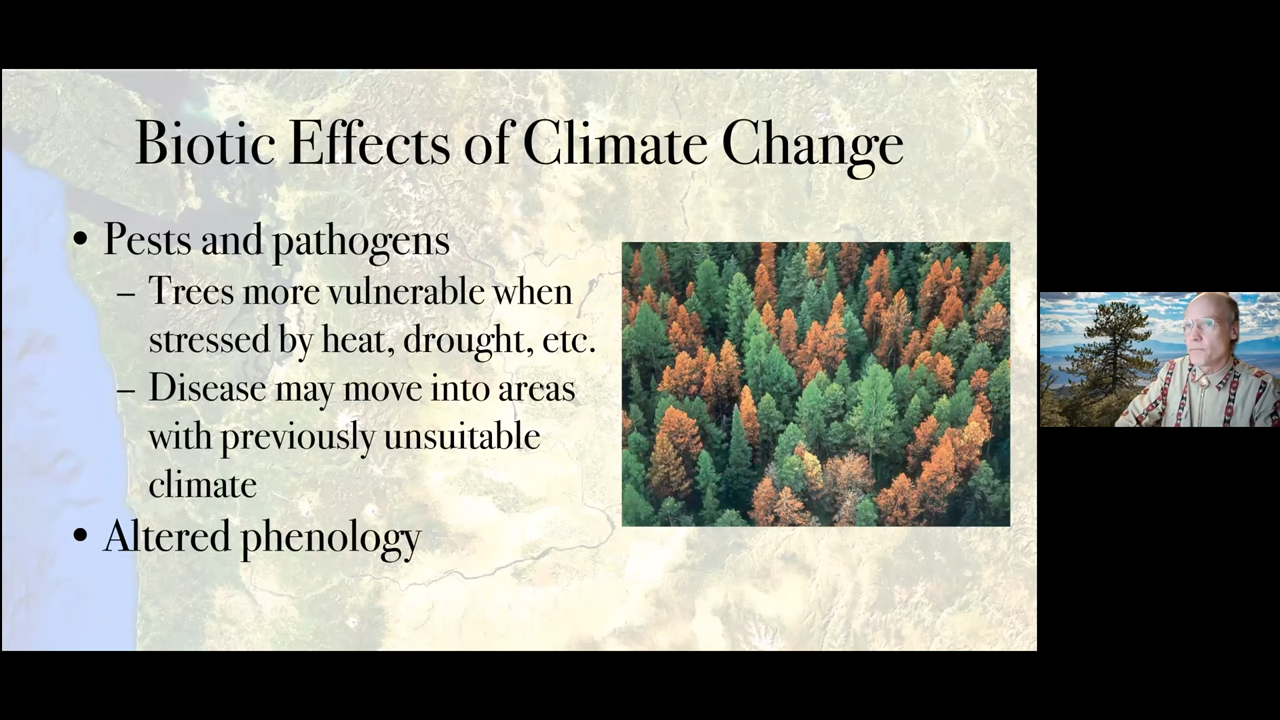 Biotic Effects of Climate Change
• Pests and pathogens
– Trees more vulnerable when
stressed by heat, drought, etc.
– Disease may move into areas
with previously unsuitable
climate
• Altered phenology